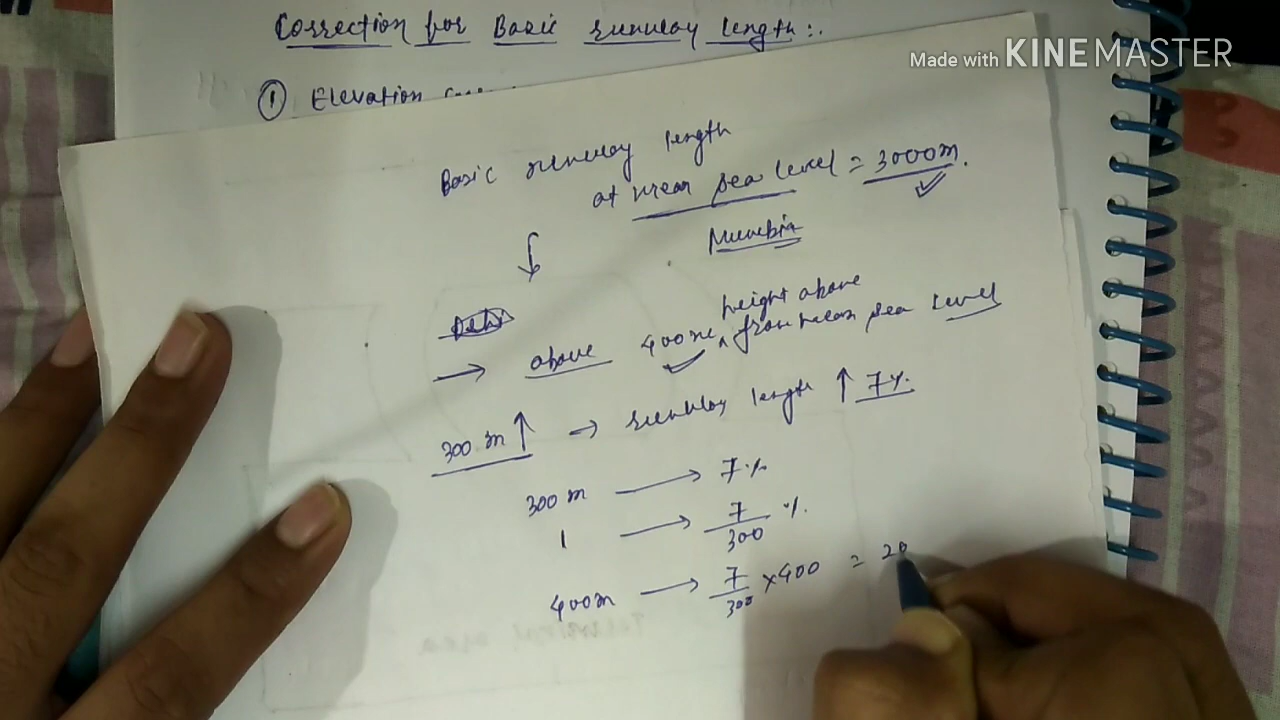 Correction for Basic runway length :.
Made with KINEMASTER
① Elevation
Basic runway length
at mean sea level = 3000m.
height above
→ above 400m from mean sea level
300 m ↑ → runway length ↑ 7%
300 m → 7%
1 → 7/300 %
400m → 7/300 × 400 = 28